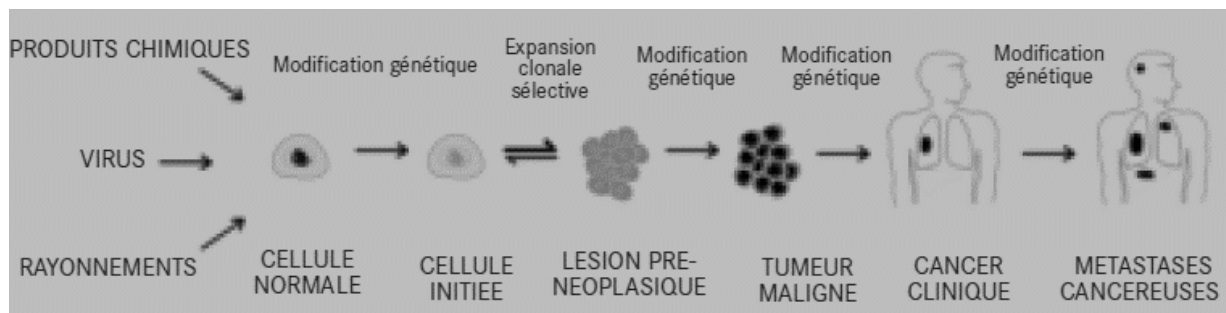 PRODUITS CHIMIQUES
VIRUS
RAYONNEMENTS
Modification génétique
Expansion
clonale
sélective
Modification
génétique
Modification
génétique
Modification
génétique
CELLULE
NORMALE
CELLULE
INITIEE
LESION PRE-
NEOPLASIQUE
TUMEUR
MALIGNE
CANCER
CLINIQUE
METASTASES
CANCEREUSES